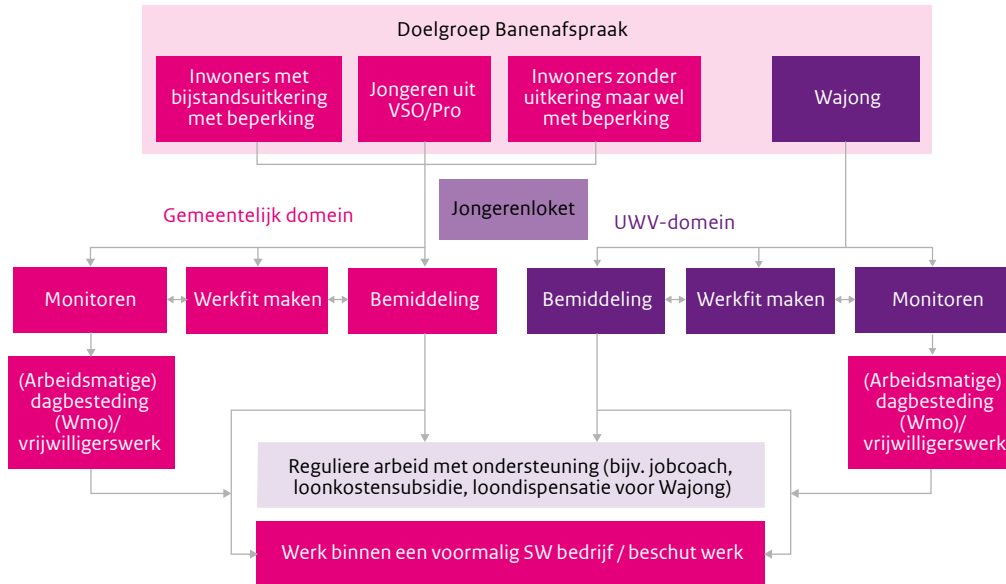 Doelgroep Banenafspraak
Inwoners met
bijstandsuitkering
met beperking
Jongeren uit
VSO/Pro
Inwoners zonder
uitkering maar wel
met beperking
Wajong
Jongerenloket
Gemeentelijk domein
UWV-domein
Monitoren
Werkfit maken
Bemiddeling
Bemiddeling
Werkfit maken
Monitoren
(Arbeidsmatige)
dagbesteding
(Wmo)/
vrijwilligerswerk
(Arbeidsmatige)
dagbesteding
(Wmo)/
vrijwilligerswerk
Reguliere arbeid met ondersteuning (bijv. jobcoach,
loonkostensubsidie, loondispensatie voor Wajong)
Werk binnen een voormalig SW bedrijf / beschut werk